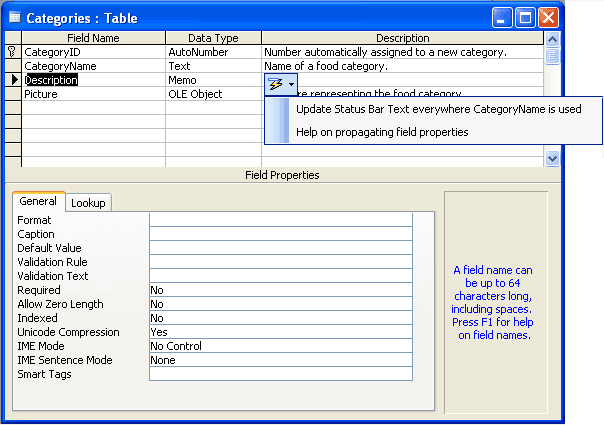 Categories : Table
Field Name Data Type Description
CategoryID AutoNumber Number automatically assigned to a new category.
CategoryName Text Name of a food category.
Description Memo
Picture OLE Object re representing the food category
Update Status Bar Text everywhere CategoryName is used
Help on propagating field properties
Field Properties
General Lookup
Format
Caption
Default Value
Validation Rule
Validation Text
Required No
Allow Zero Length No
Indexed No
Unicode Compression Yes
IME Mode No Control
IME Sentence Mode None
Smart Tags
A field name can
be up to 64
characters long,
including spaces.
Press F1 for help
on field names.